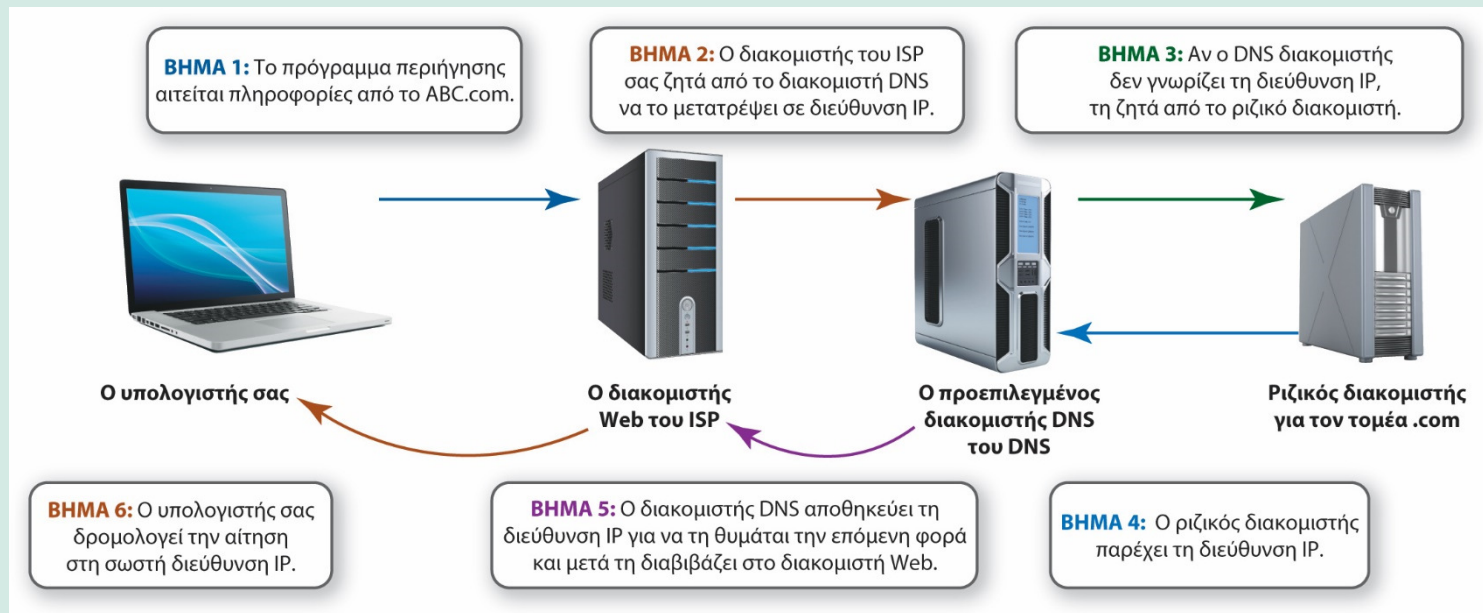 ΒΗΜΑ 1: Το πρόγραμμα περιήγησης
αιτείται πληροφορίες από το ABC.com.
ΒΗΜΑ 2: Ο διακομιστής του ISP
σας ζητά από το διακομιστή DNS
να το μετατρέψει σε διεύθυνση IP.
ΒΗΜΑ 3: Αν ο DNS διακομιστής
δεν γνωρίζει τη διεύθυνση IP,
τη ζητά από το ριζικό διακομιστή.
Ο υπολογιστής σας
Ο διακομιστής
Web του ISP
Ο προεπιλεγμένος
διακομιστής DNS
του DNS
Ριζικός διακομιστής
για τον τομέα .com
ΒΗΜΑ 6: Ο υπολογιστής σας
δρομολογεί την αίτηση
στη σωστή διεύθυνση IP.
ΒΗΜΑ 5: Ο διακομιστής DNS αποθηκεύει τη
διεύθυνση IP για να τη θυμάται την επόμενη φορά
και μετά τη διαβιβάζει στο διακομιστή Web.
ΒΗΜΑ 4: Ο ριζικός διακομιστής
παρέχει τη διεύθυνση IP.